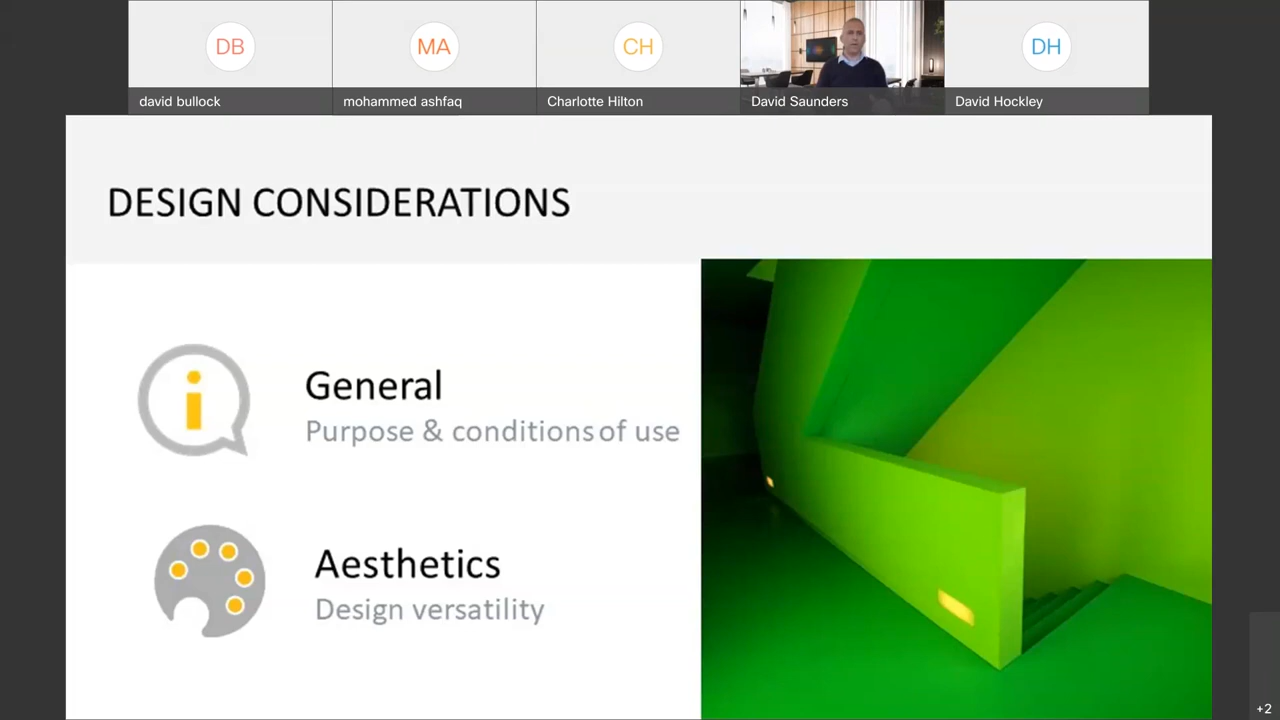 DB
MA
CH
DH
david bullock
mohammed ashfaq
Charlotte Hilton
David Saunders
David Hockley
DESIGN CONSIDERATIONS
i
General
Purpose & conditions of use
Aesthetics
Design versatility
+2